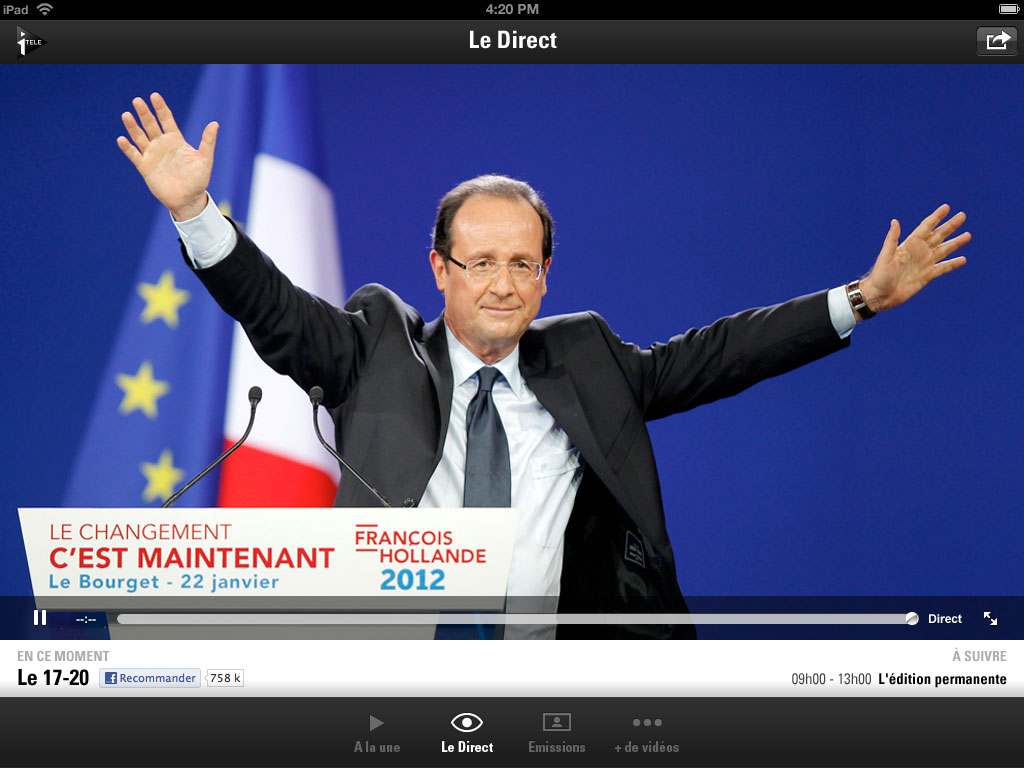 iPad
4:20 PM
i TELE
Le Direct
LE CHANGEMENT
C'EST MAINTENANT
Le Bourget - 22 janvier
FRANÇOIS
HOLLANDE
2012
--:--
Direct
EN CE MOMENT
Le 17-20
Recommander
758 k
À SUIVRE
09h00 - 13h00 L'édition permanente
A la une
Le Direct
Emissions
+ de vidéos